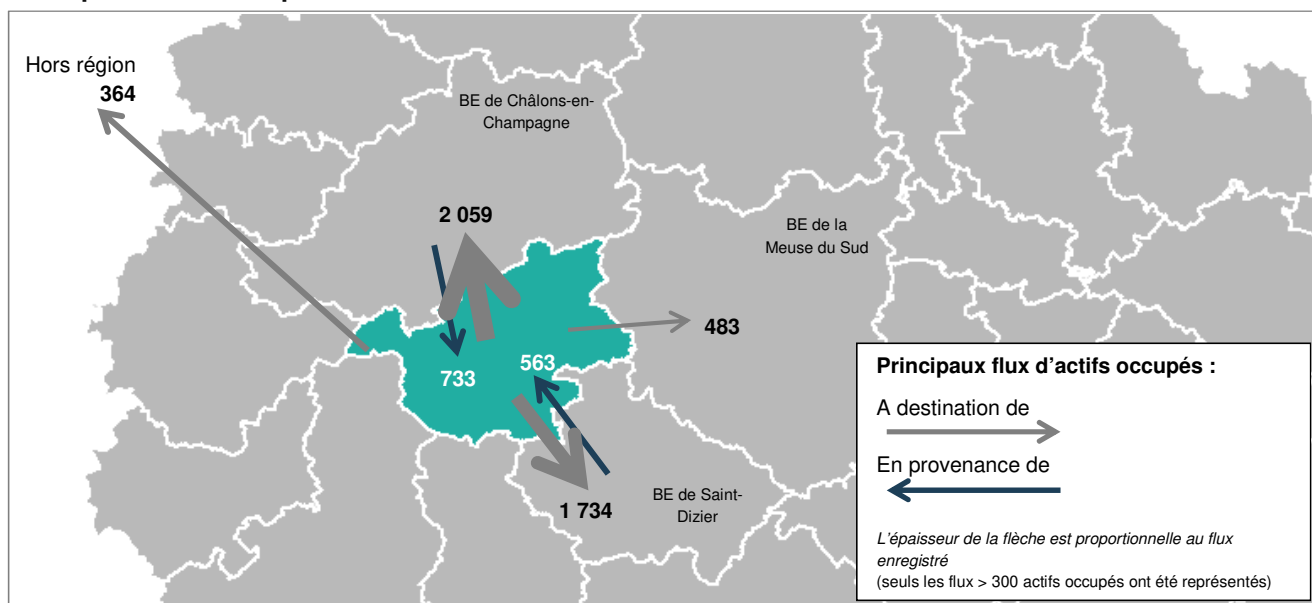 Hors région
364
BE de Châlons-en-
Champagne
2 059
BE de la
Meuse du Sud
483
733
563
1 734
BE de Saint-
Dizier
Principaux flux d'actifs occupés :
A destination de
En provenance de
L'épaisseur de la flèche est proportionnelle au flux
enregistré
(seuls les flux > 300 actifs occupés ont été représentés)